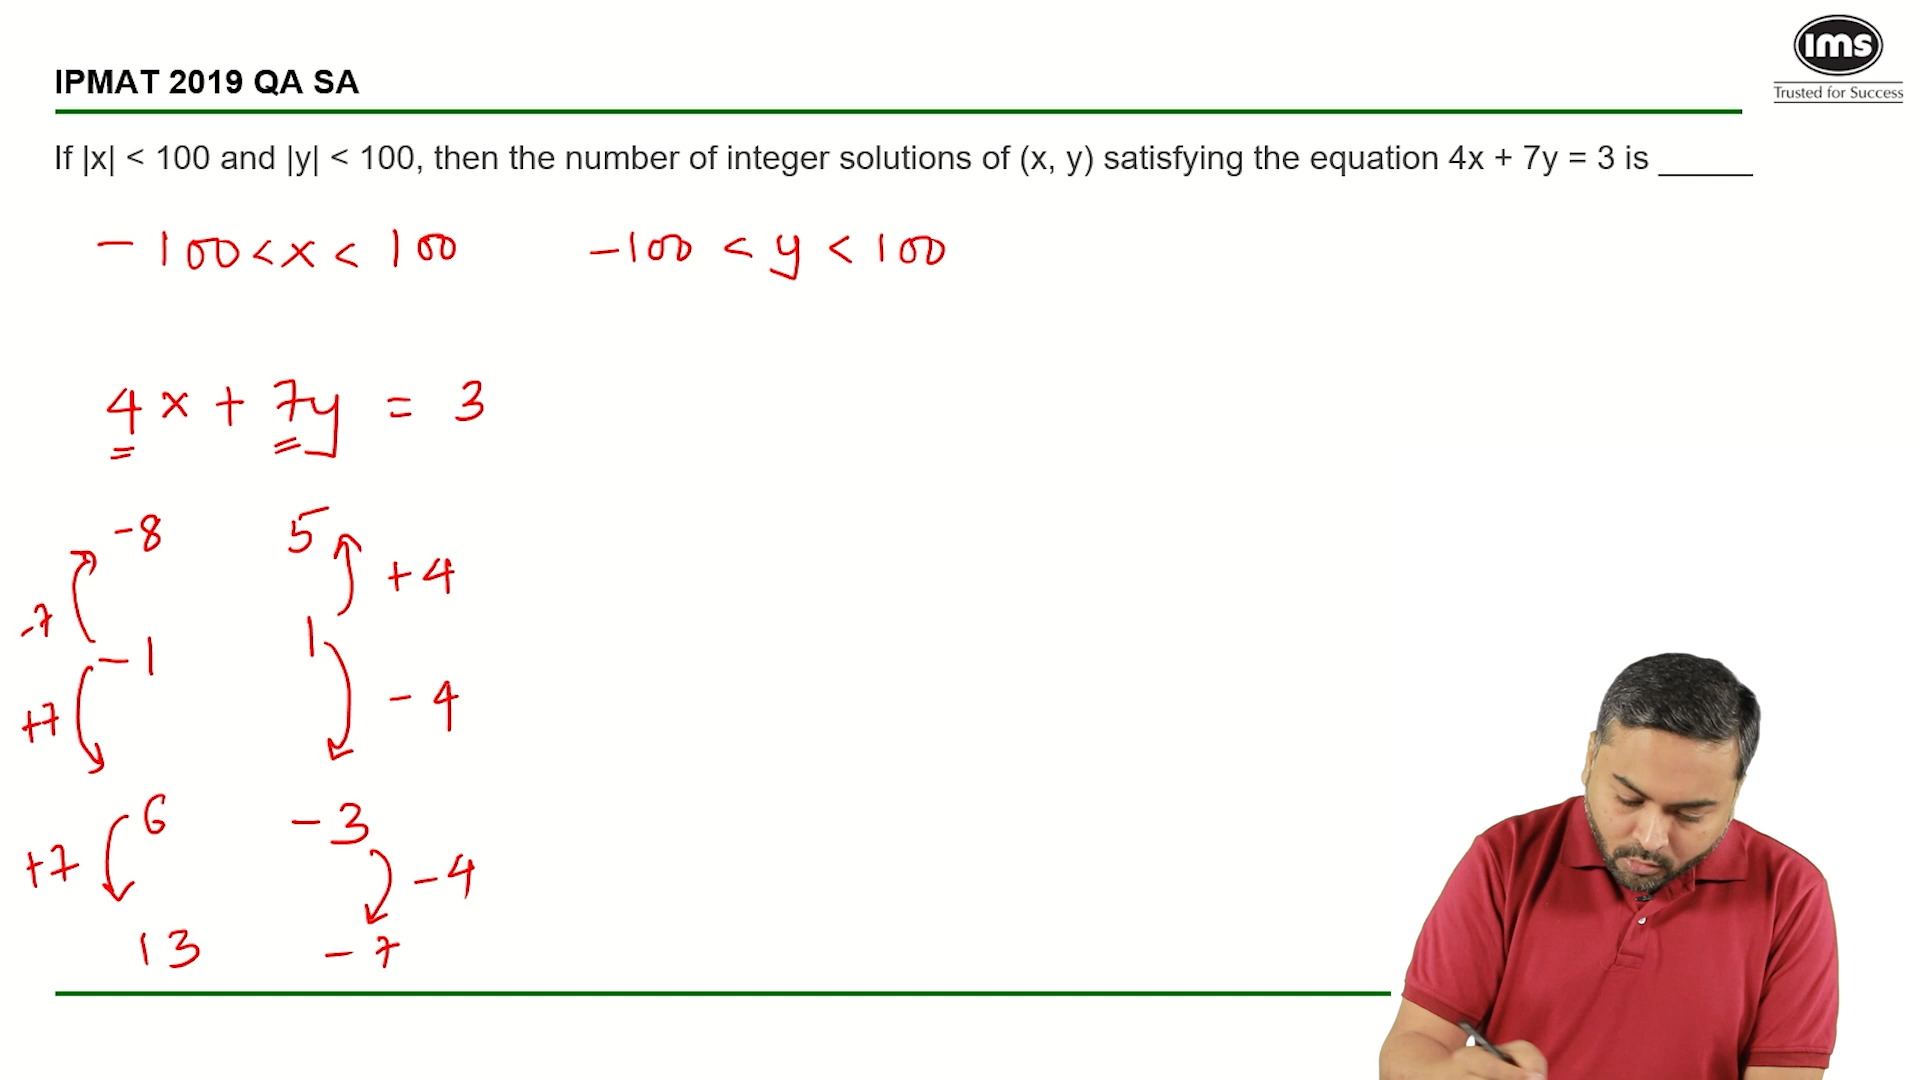 IMS
Trusted for Success
IPMAT 2019 QA SA
If |x| < 100 and |y| < 100, then the number of integer solutions of (x, y) satisfying the equation 4x + 7y = 3 is ______
-100 < x < 100    -100 < y < 100
4x + 7y = 3
-8    5
-7    +4
-1    1
+7    -4
6    -3
+7    -4
13    -7